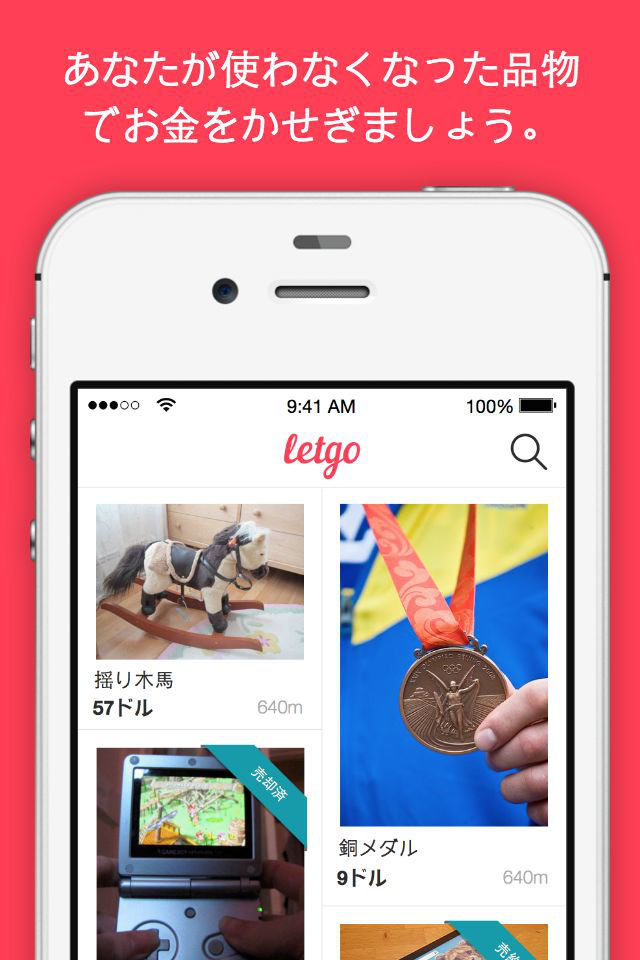 あなたが使わなくなった品物
でお金をかせぎましょう。
9:41 AM
100%
letgo
揺り木馬
57ドル
640m
売却済
銅メダル
9ドル
640m